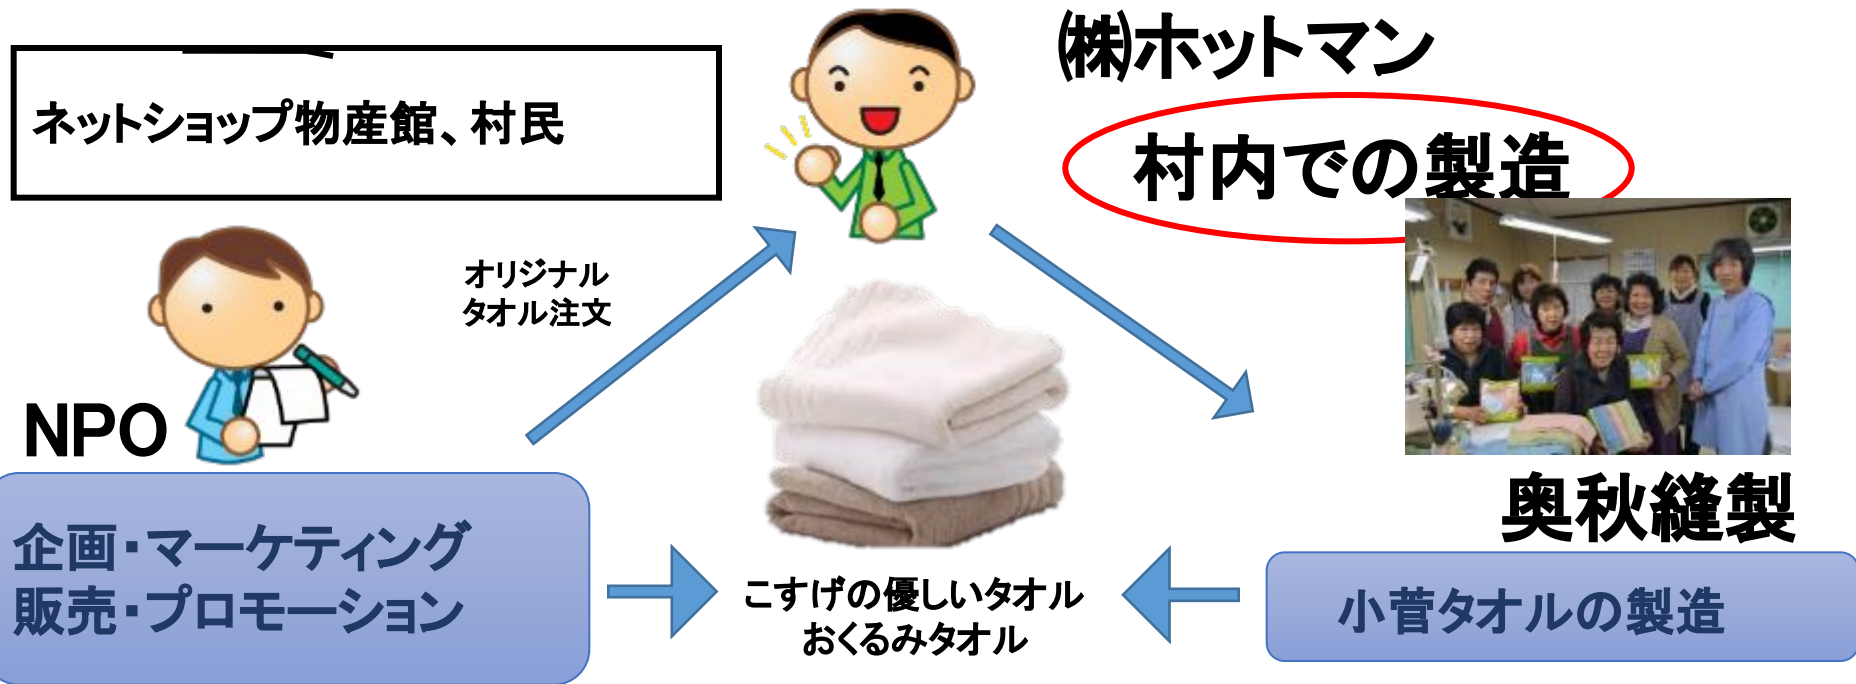 ㈱ホットマン
ネットショップ物産館、村民
村内での製造
オリジナル
タオル注文
NPO
奥秋縫製
企画・マーケティング
販売・プロモーション
こすげの優しいタオル
おくるみタオル
小菅タオルの製造